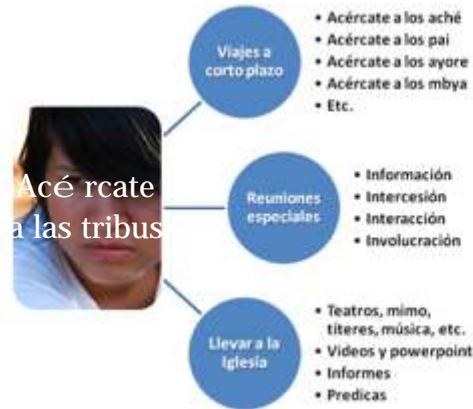 Acé rcate
a las tribus
Viajes a
corto plazo
• Acércate a los aché
• Acércate a los pai
• Acércate a los ayore
• Acércate a los mbya
• Etc.
Reuniones
especiales
• Información
• Intercesión
• Interacción
• Involucración
Llevar a la
Iglesia
• Teatros, mimo,
títeres, música, etc.
• Videos y powerpoint
• Informes
• Predicas